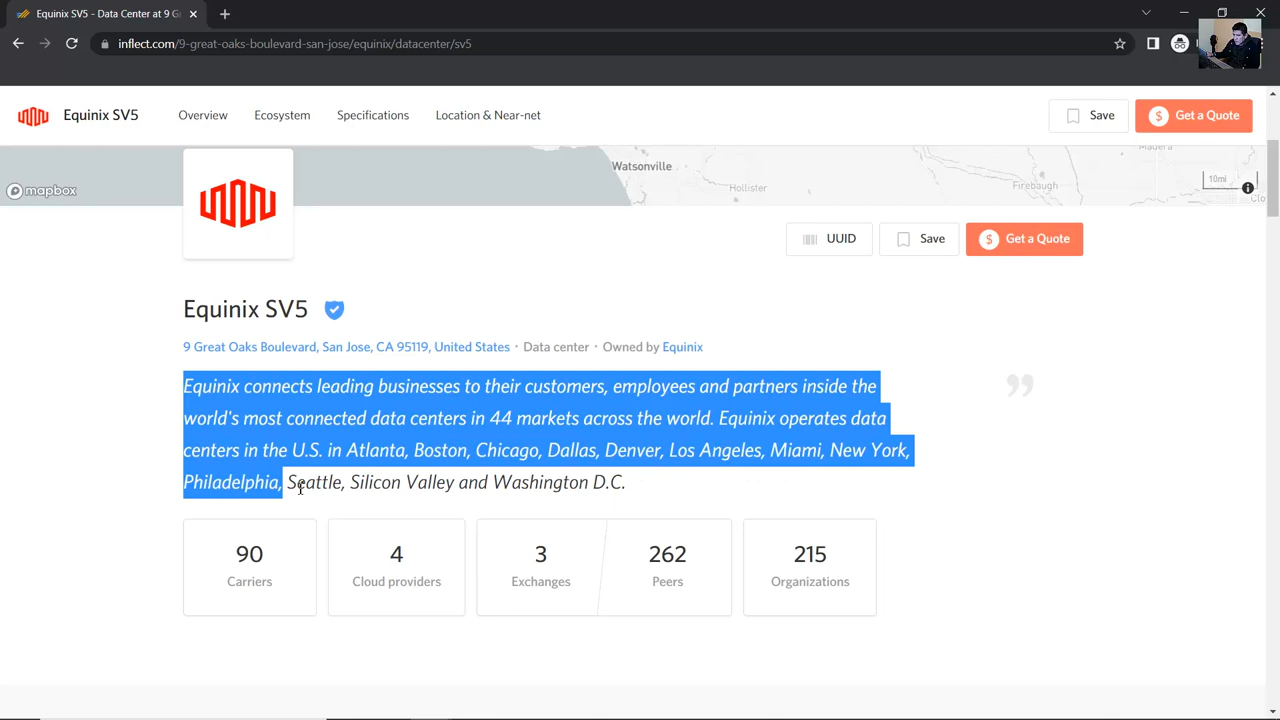 Equinix SV5 - Data Center at 9 Gr
inflect.com/9-great-oaks-boulevard-san-jose/equinix/datacenter/sv5
Equinix SV5 Overview Ecosystem Specifications Location & Near-net Save $ Get a Quote
Watsonville
Hollister
Firebaugh
Madera
mapbox
10mi
UUID Save $ Get a Quote
Equinix SV5
9 Great Oaks Boulevard, San Jose, CA 95119, United States · Data center · Owned by Equinix
Equinix connects leading businesses to their customers, employees and partners inside the
world's most connected data centers in 44 markets across the world. Equinix operates data
centers in the U.S. in Atlanta, Boston, Chicago, Dallas, Denver, Los Angeles, Miami, New York,
Philadelphia, Seattle, Silicon Valley and Washington D.C.
90 4 3 262 215
Carriers Cloud providers Exchanges Peers Organizations